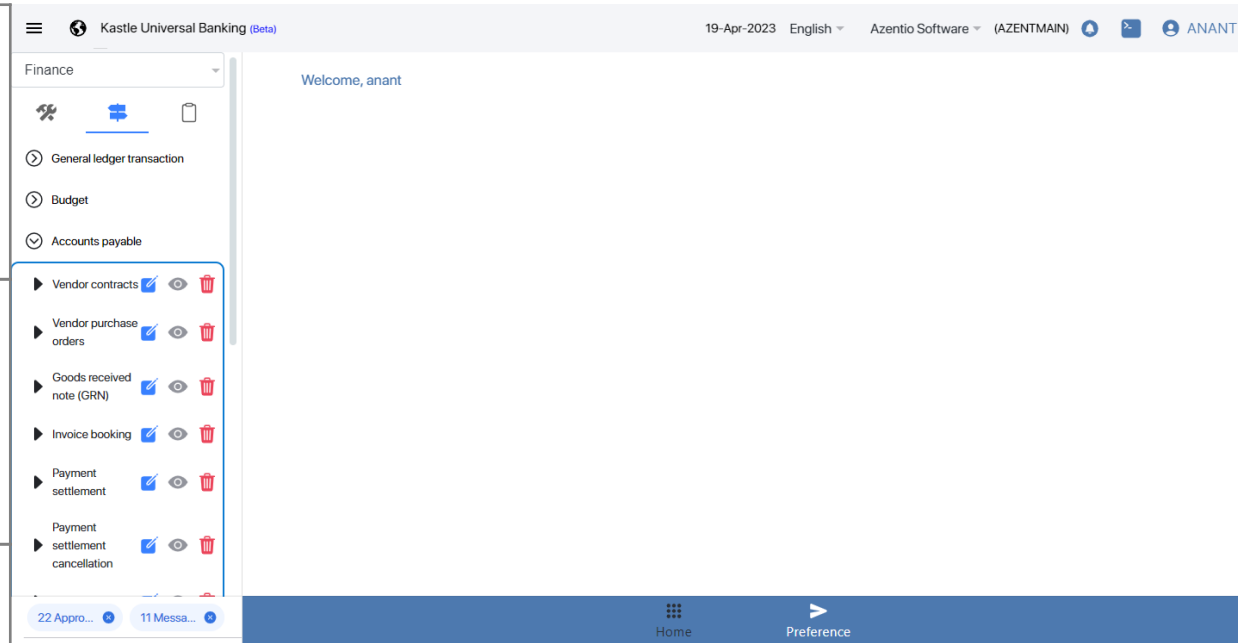 Kastle Universal Banking (Beta)
19-Apr-2023 English Azentio Software (AZENTMAIN) ANANT
Finance
Welcome, anant
General ledger transaction
Budget
Accounts payable
Vendor contracts
Vendor purchase
orders
Goods received
note (GRN)
Invoice booking
Payment
settlement
Payment
settlement
cancellation
22 Appro...
11 Messa...
Home
Preference